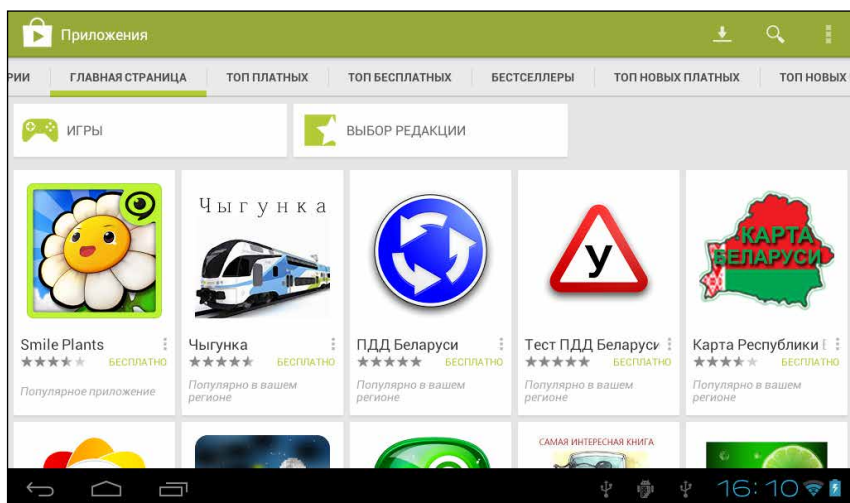 Приложения
РИИ
ГЛАВНАЯ СТРАНИЦА
ТОП ПЛАТНЫХ
ТОП БЕСПЛАТНЫХ
БЕСТСЕЛЛЕРЫ
ТОП НОВЫХ ПЛАТНЫХ
ТОП НОВЫХ
ИГРЫ
ВЫБОР РЕДАКЦИИ
Чыгунка
У
КАРТА
БЕЛАРУСИ
Smile Plants
БЕСПЛАТНО
Популярное приложение
Чыгунка
БЕСПЛАТНО
Популярно в вашем
регионе
ПДД Беларуси
БЕСПЛАТНО
Популярно в вашем
регионе
Тест ПДД Беларуси
БЕСПЛАТНО
Популярно в вашем
регионе
Карта Республики
БЕСПЛАТНО
Популярно в вашем
регионе
САМАЯ ИНТЕРЕСНАЯ КНИГА
16:10